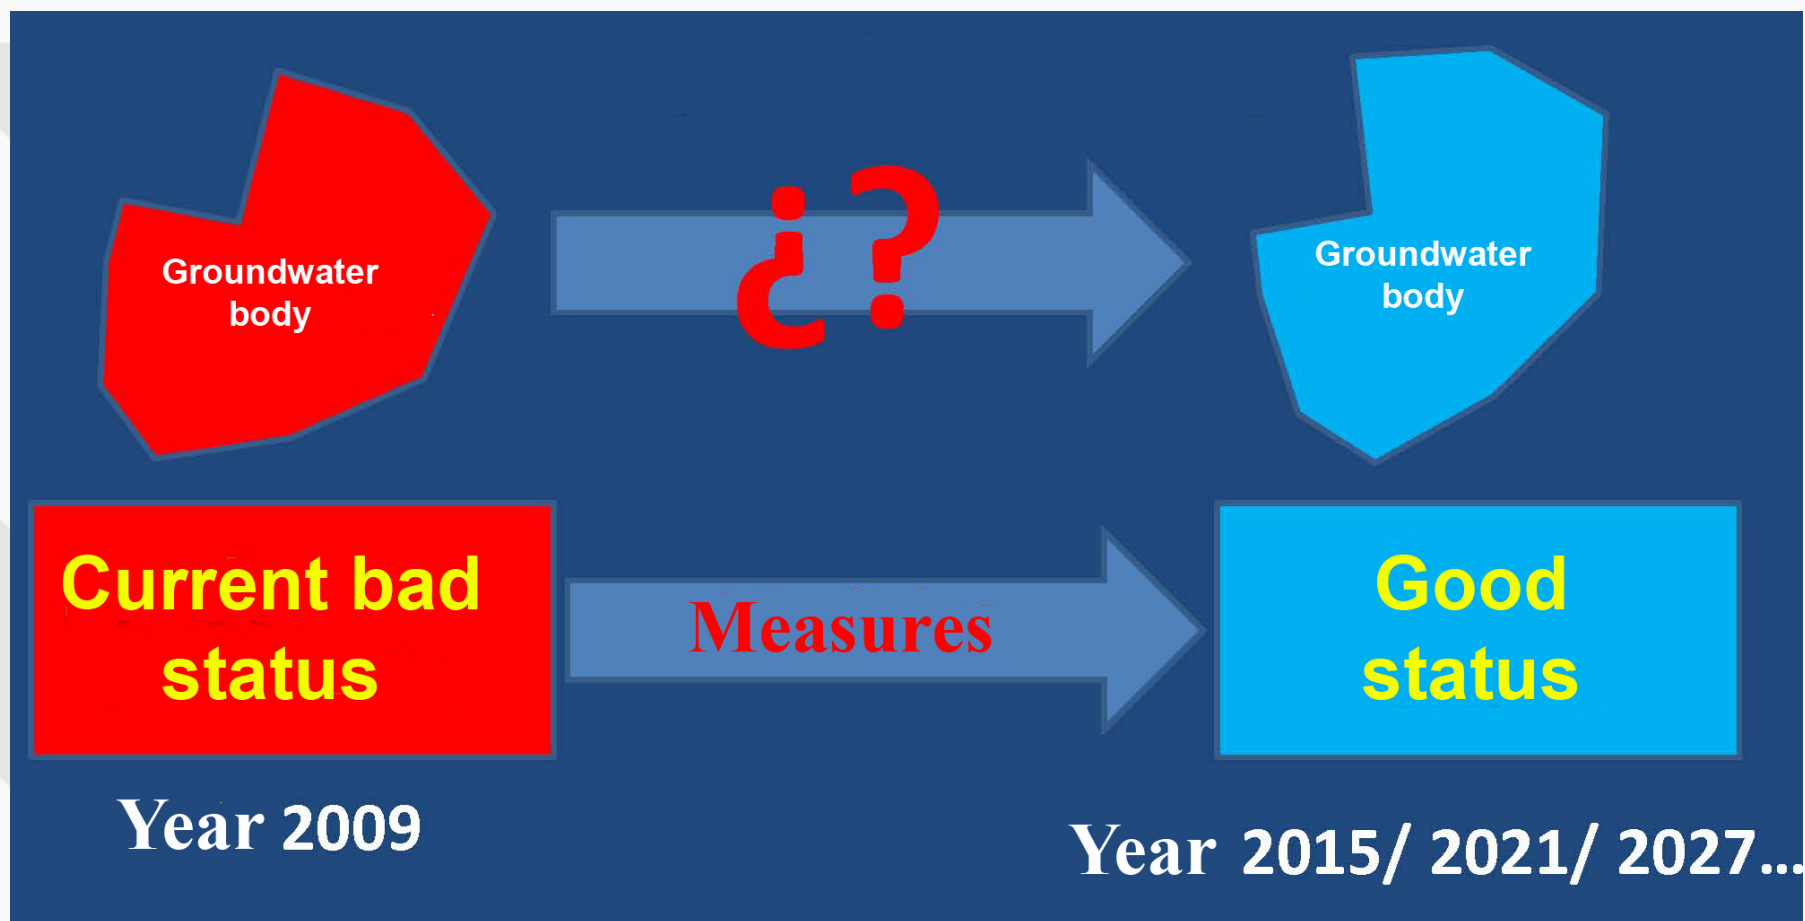 Groundwater
body
¿?
Groundwater
body
Current bad
status
Measures
Good
status
Year 2009
Year 2015/ 2021/ 2027...